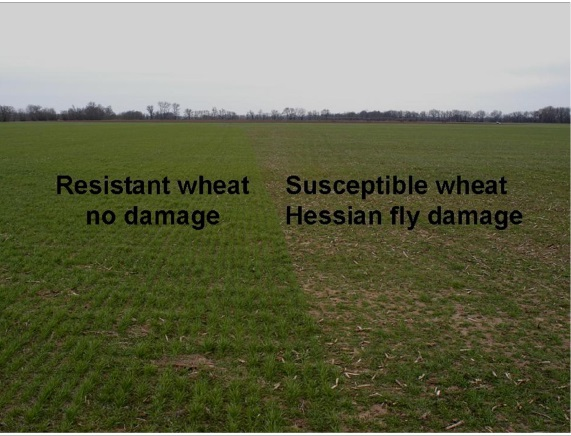 Resistant wheat
no damage
Susceptible wheat
Hessian fly damage